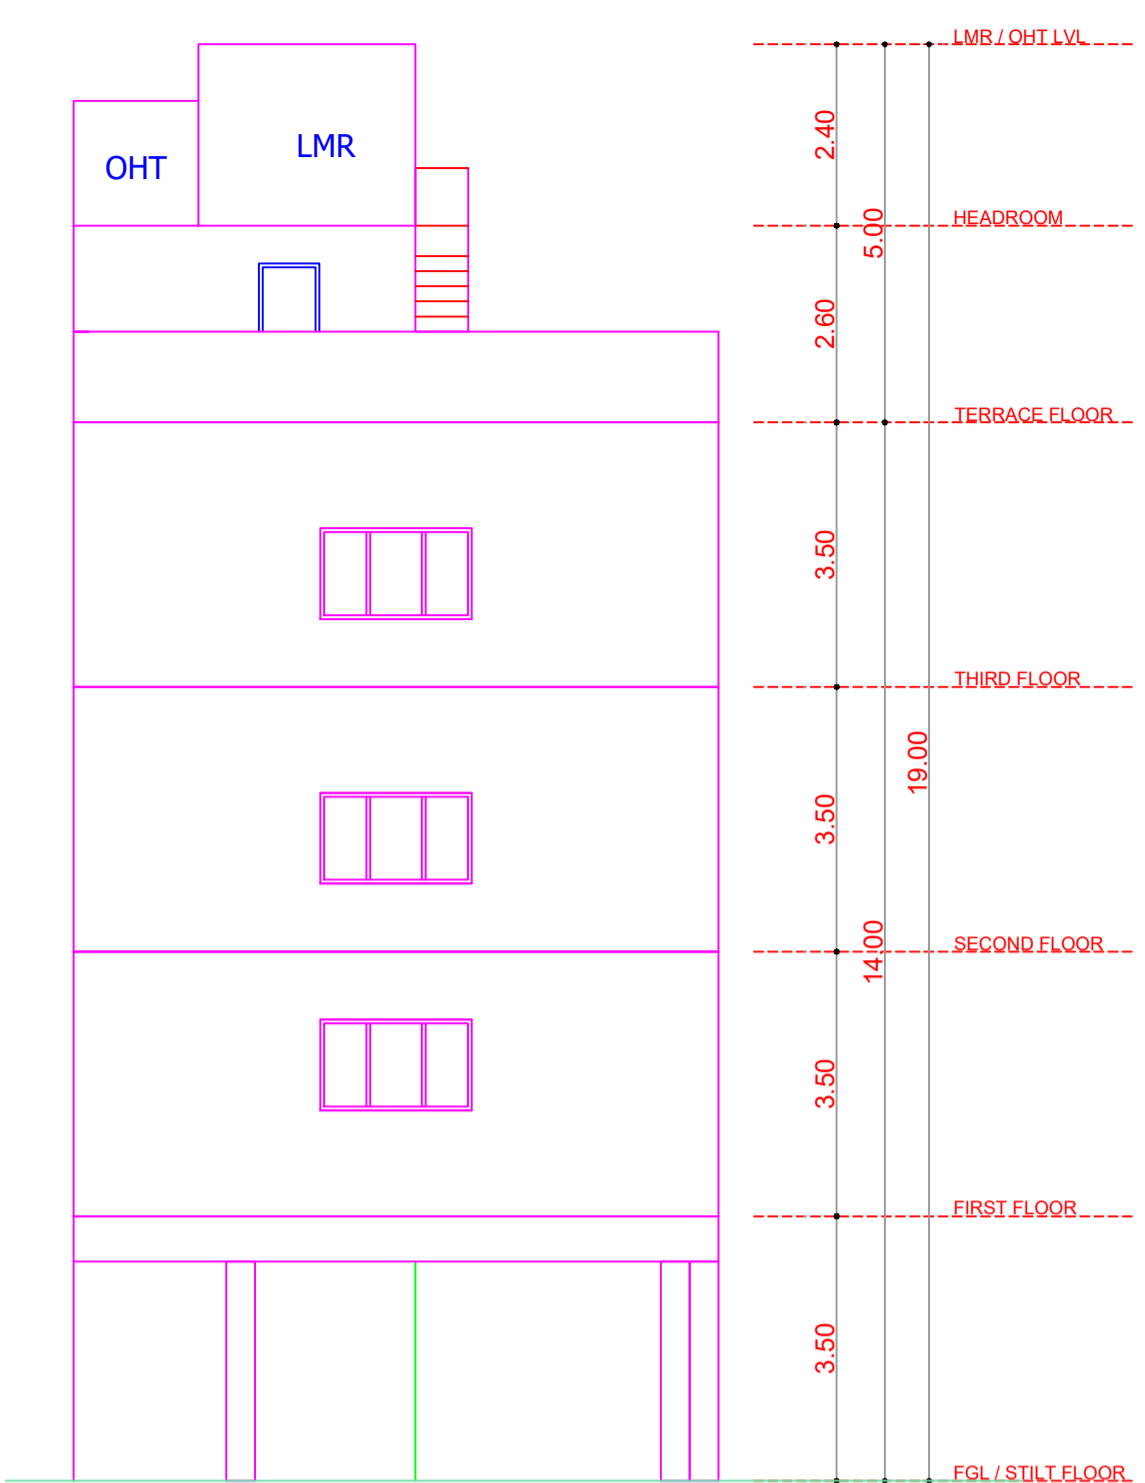 LMR / OHT LVL
OHT
LMR
2.40
HEADROOM
5.00
2.60
TERRACE FLOOR
3.50
THIRD FLOOR
19.00
3.50
SECOND FLOOR
14.00
3.50
FIRST FLOOR
3.50
FGL / STILT FLOOR